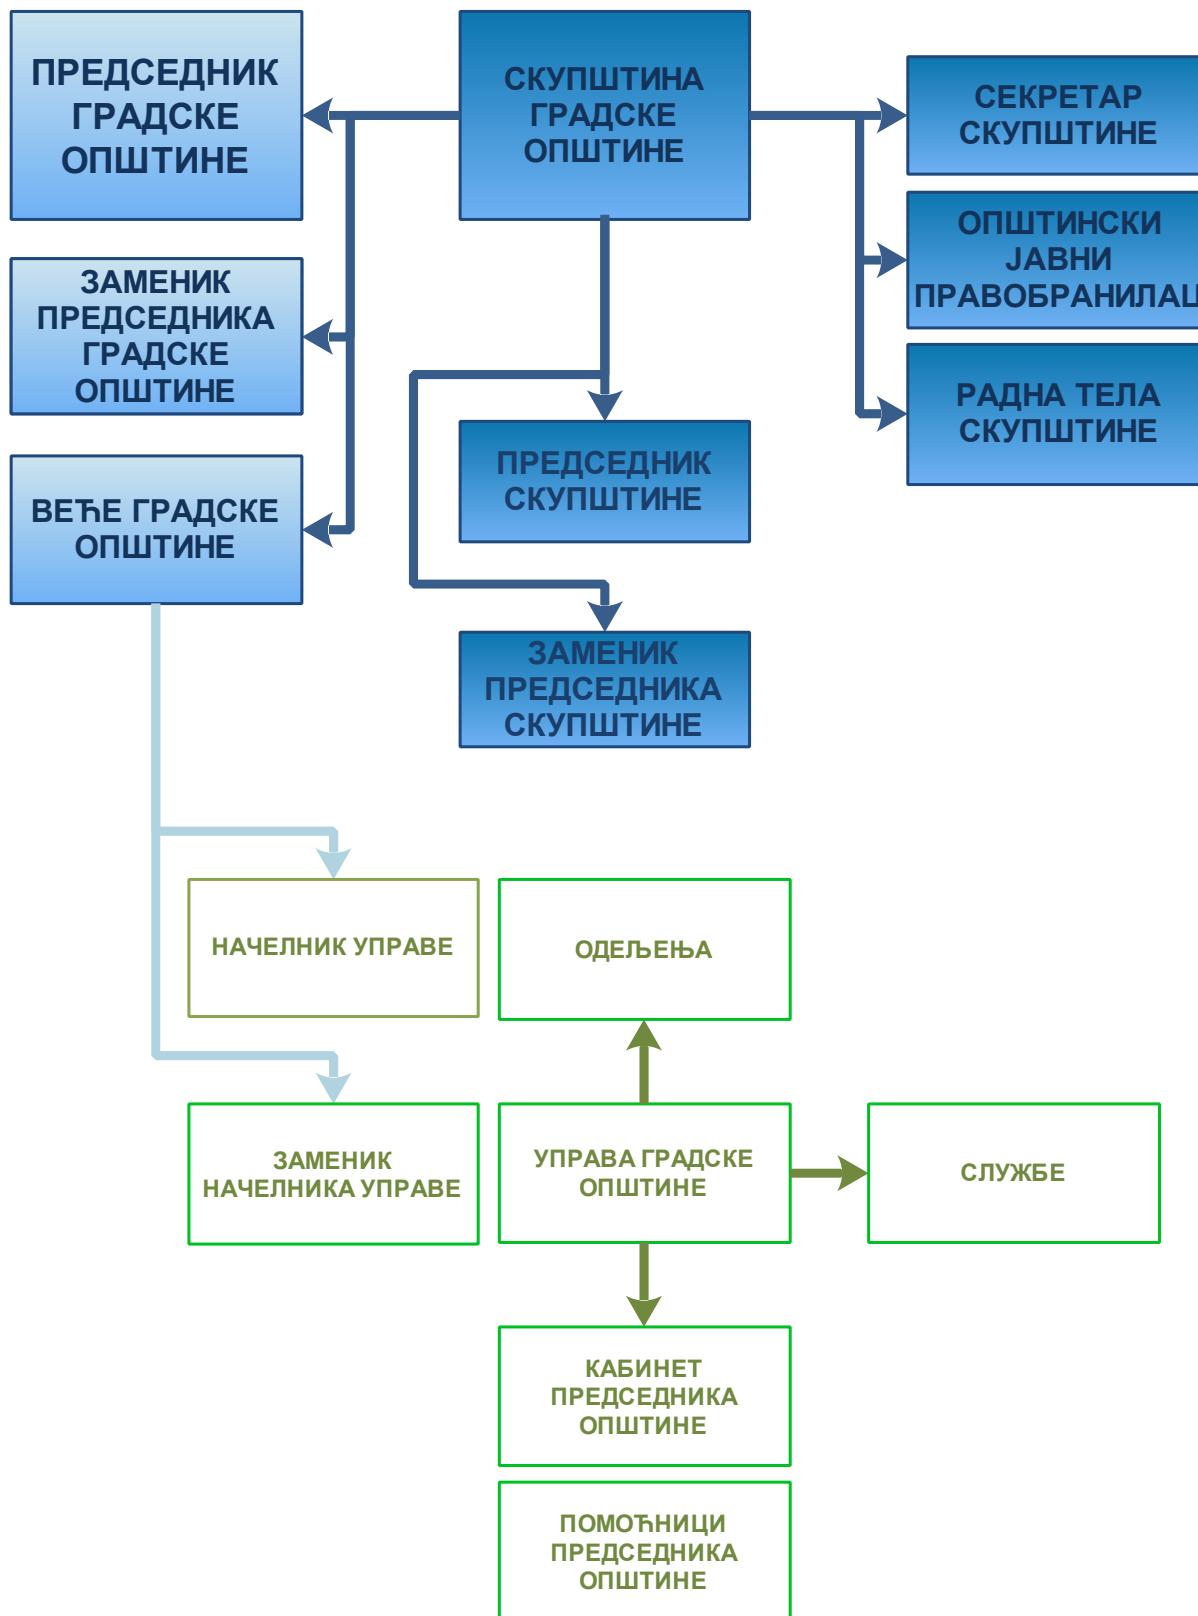 ПРЕДСЕДНИК
ГРАДСКЕ
ОПШТИНЕ
СКУПШТИНА
ГРАДСКЕ
ОПШТИНЕ
СЕКРЕТАР
СКУПШТИНЕ
ОПШТИНСКИ
ЈАВНИ
ПРАВОБРАНИЛАЦ
ЗАМЕНИК
ПРЕДСЕДНИКА
ГРАДСКЕ
ОПШТИНЕ
РАДНА ТЕЛА
СКУПШТИНЕ
ВЕЋЕ ГРАДСКЕ
ОПШТИНЕ
ПРЕДСЕДНИК
СКУПШТИНЕ
ЗАМЕНИК
ПРЕДСЕДНИКА
СКУПШТИНЕ
НАЧЕЛНИК УПРАВЕ
ОДЕЉЕЊА
ЗАМЕНИК
НАЧЕЛНИКА УПРАВЕ
УПРАВА ГРАДСКЕ
ОПШТИНЕ
СЛУЖБЕ
КАБИНЕТ
ПРЕДСЕДНИКА
ОПШТИНЕ
ПОМОЋНИЦИ
ПРЕДСЕДНИКА
ОПШТИНЕ